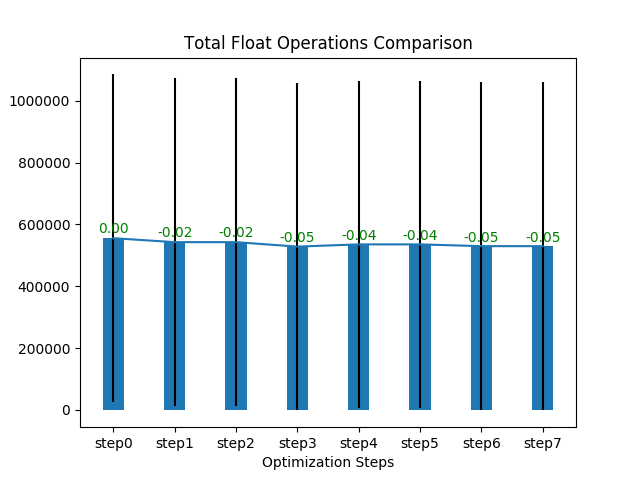 Total Float Operations Comparison
1000000
800000
600000
400000
200000
0
0.00 -0.02 -0.02 -0.05 -0.04 -0.04 -0.05 -0.05
step0 step1 step2 step3 step4 step5 step6 step7
Optimization Steps